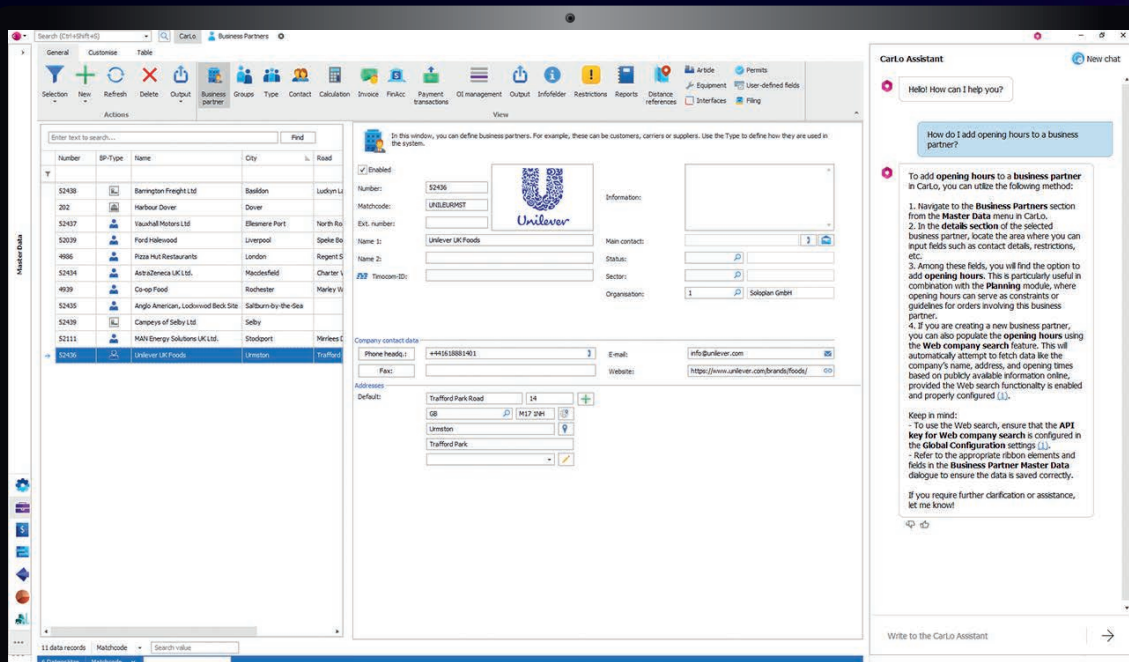 Search (Ctrl+Shift+G)
CarLo
Business Partners
General
Customise
Table
Selection
New
Refresh
Delete
Output
Business partner
Groups
Type
Contact
Calculation
Invoice
FinAcc
Payment transactions
OI management
Output
Infofelder
Restrictions
Reports
Distance references
Article
Equipment
Interfaces
Permits
User-defined fields
Filing
Actions
View
Master Data
Enter text to search...
Find
Number BP-Type Name City Road
52438 Barrington Freight Ltd Basildon Luckyn La
202 Harbour Dover Dover
52437 Vauxhall Motors Ltd Ellesmere Port North Ro
52039 Ford Halewood Liverpool Speke Bo
4986 Pizza Hut Restaurants London Regent S
52434 AstraZeneca UK Ltd. Macclesfield Charter
4939 Co-op Food Rochester Marley W
52435 Anglo American, Lockwood Beck Site Saltburn-by-the-Sea
52439 Campeys of Selby Ltd Selby
52111 MAN Energy Solutions UK Ltd. Stockport Mirrlees
52436 Unilever UK Foods Urmston Trafford
11 data records Matchcode Search value
In this window, you can define business partners. For example, these can be customers, carriers or suppliers. Use the Type to define how they are used in
the system.
Enabled
Number: 52436
Matchcode: UNILEURMST
Ext. number:
Unilever
Information:
Name 1: Unilever UK Foods
Main contact:
Name 2:
Status:
Timocom-ID:
Sector:
Organisation: 1 Soloplan GmbH
Company contact data
Phone headq.: +441618881401
E-mail: info@unilever.com
Fax:
Website: https://www.unilever.com/brands/foods/
Addresses
Default: Trafford Park Road 14
GB M17 1NH
Urmston
Trafford Park
CarLo Assistant
New chat
Hello! How can I help you?
How do I add opening hours to a business
partner?
To add opening hours to a business partner
in CarLo, you can utilize the following method:
1. Navigate to the Business Partners section
from the Master Data menu in CarLo.
2. In the details section of the selected
business partner, locate the area where you can
input fields such as contact details, restrictions,
etc.
3. Among these fields, you will find the option to
add opening hours. This is particularly useful in
combination with the Planning module, where
opening hours can serve as constraints or
guidelines for orders involving this business
partner.
4. If you are creating a new business partner,
you can also populate the opening hours using
the Web company search feature. This will
automatically attempt to fetch data like the
company's name, address, and opening times
based on publicly available information online,
provided the Web search functionality is enabled
and properly configured (1).
Keep in mind:
- To use the Web search, ensure that the API
key for Web company search is configured in
the Global Configuration settings (1).
- Refer to the appropriate ribbon elements and
fields in the Business Partner Master Data
dialogue to ensure the data is saved correctly.
If you require further clarification or assistance,
let me know!
Write to the CarLo Assistant